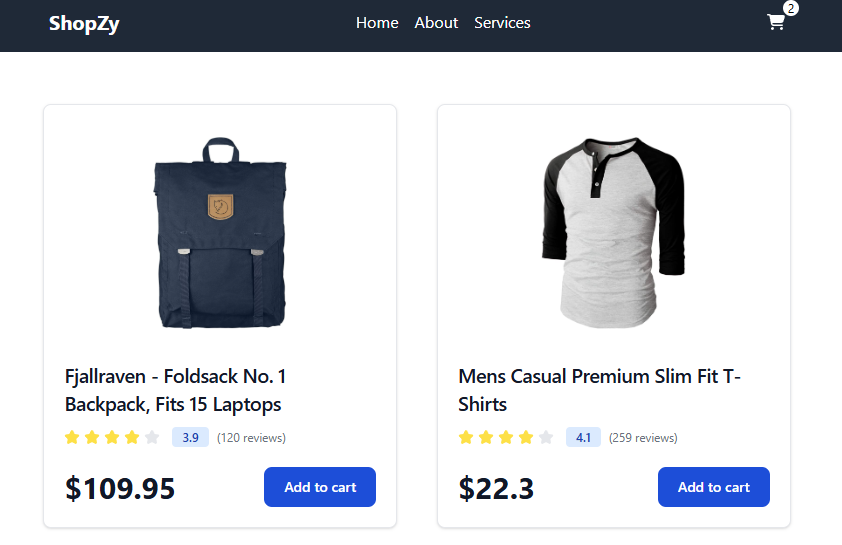 ShopZy
Home About Services
2
Fjallraven - Foldsack No. 1
Backpack, Fits 15 Laptops
3.9 (120 reviews)
$109.95
Add to cart
Mens Casual Premium Slim Fit T-
Shirts
4.1 (259 reviews)
$22.3
Add to cart